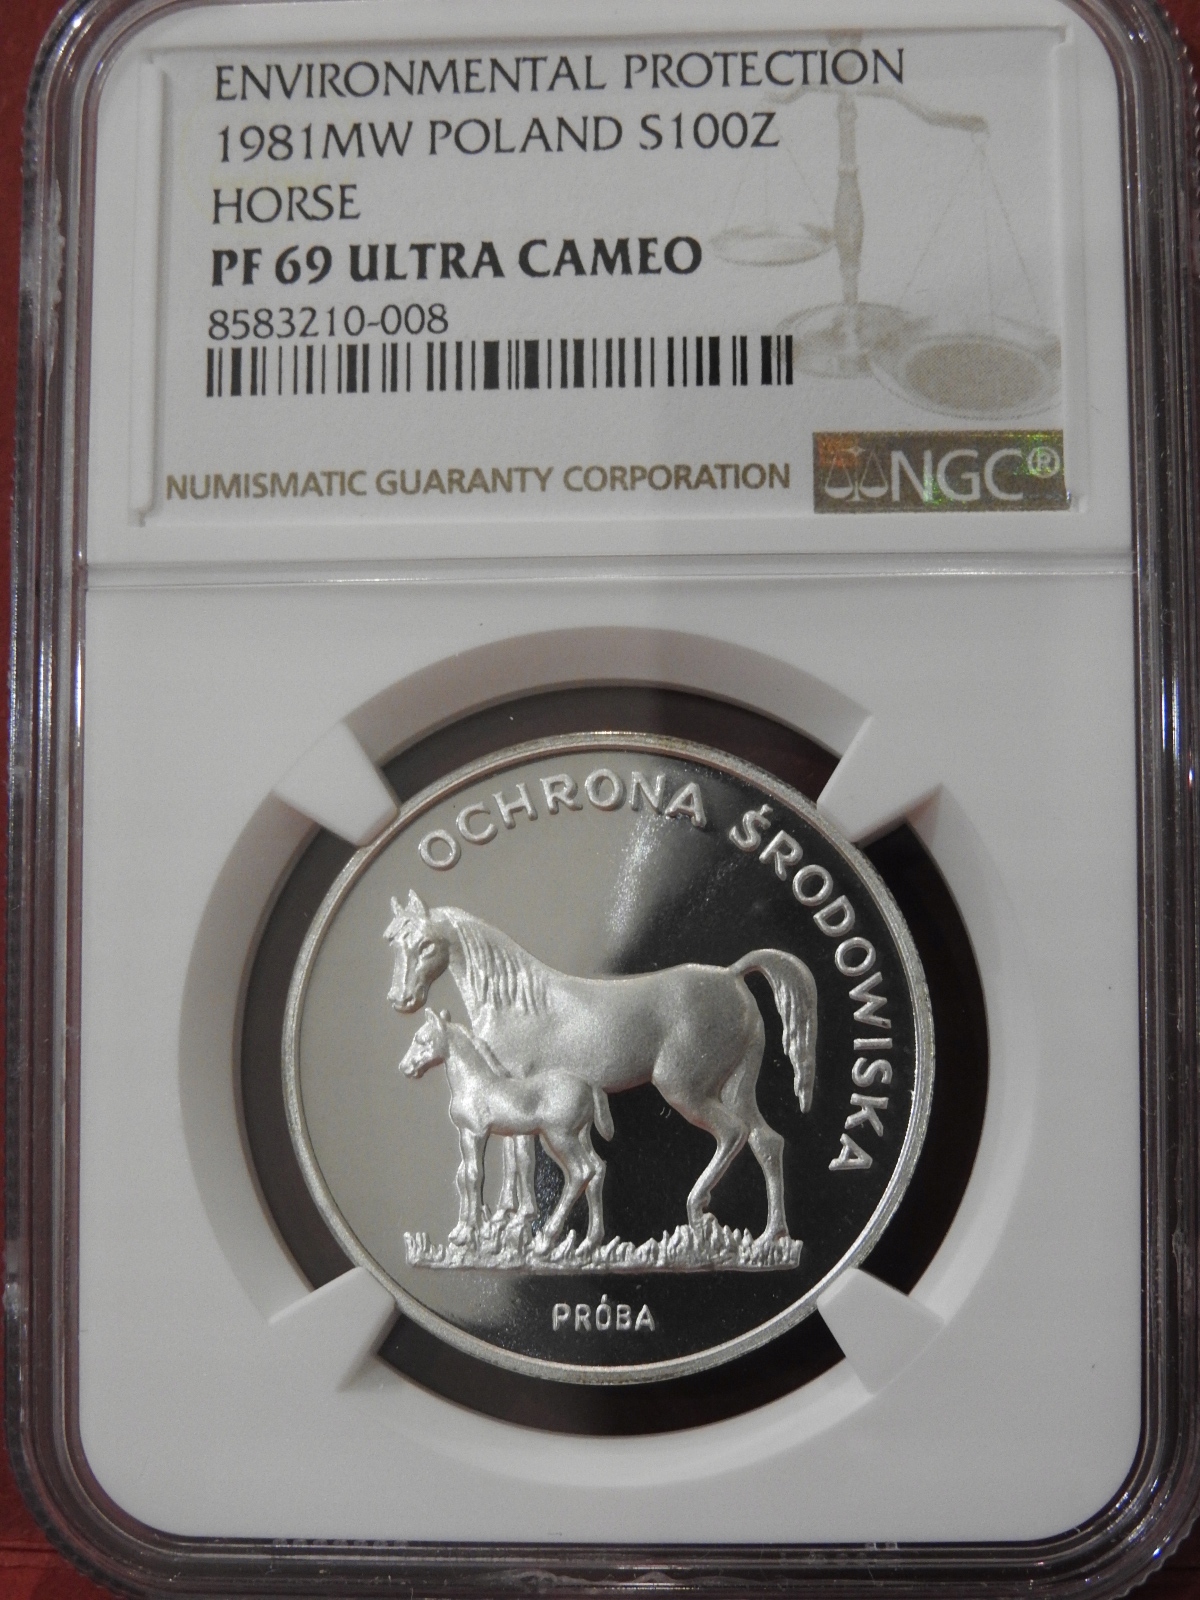 ENVIRONMENTAL PROTECTION
1981MW POLAND S100Z
HORSE
PF 69 ULTRA CAMEO
8583210-008
NUMISMATIC GUARANTY CORPORATION
NGC®
OCHRONA ŚRODOWISKA
PRÓBA